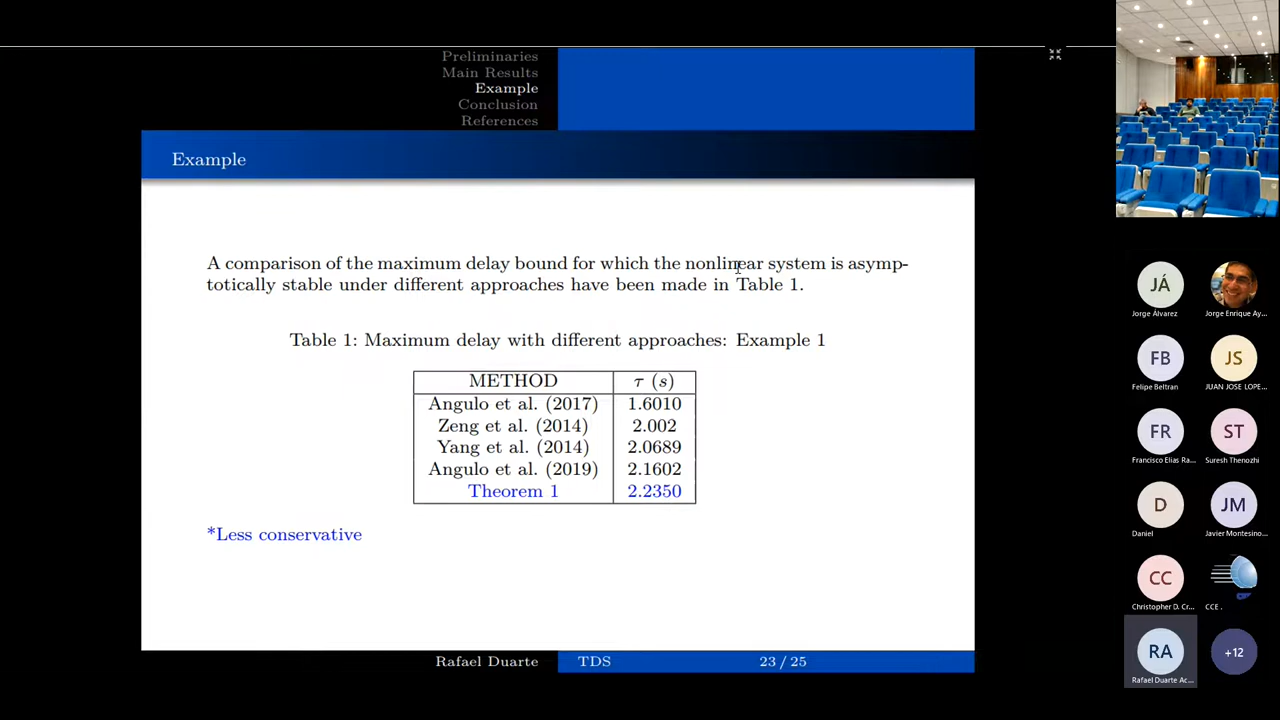 Preliminaries
Main Results
Example
Conclusion
References
Example
A comparison of the maximum delay bound for which the nonlinear system is asymp-
totically stable under different approaches have been made in Table 1.
Table 1: Maximum delay with different approaches: Example 1
METHOD τ (s)
Angulo et al. (2017) 1.6010
Zeng et al. (2014) 2.002
Yang et al. (2014) 2.0689
Angulo et al. (2019) 2.1602
Theorem 1 2.2350
*Less conservative
Rafael Duarte TDS 23 / 25
JÁ
Jorge Álvarez Jorge Enrique Ay...
FB JS
Felipe Beltran JUAN JOSE LOPE...
FR ST
Francisco Elias Ra... Suresh Thenozhi
D JM
Daniel Javier Montesino...
CC
Christopher D. Cr... CCE .
RA +12
Rafael Duarte Ac...